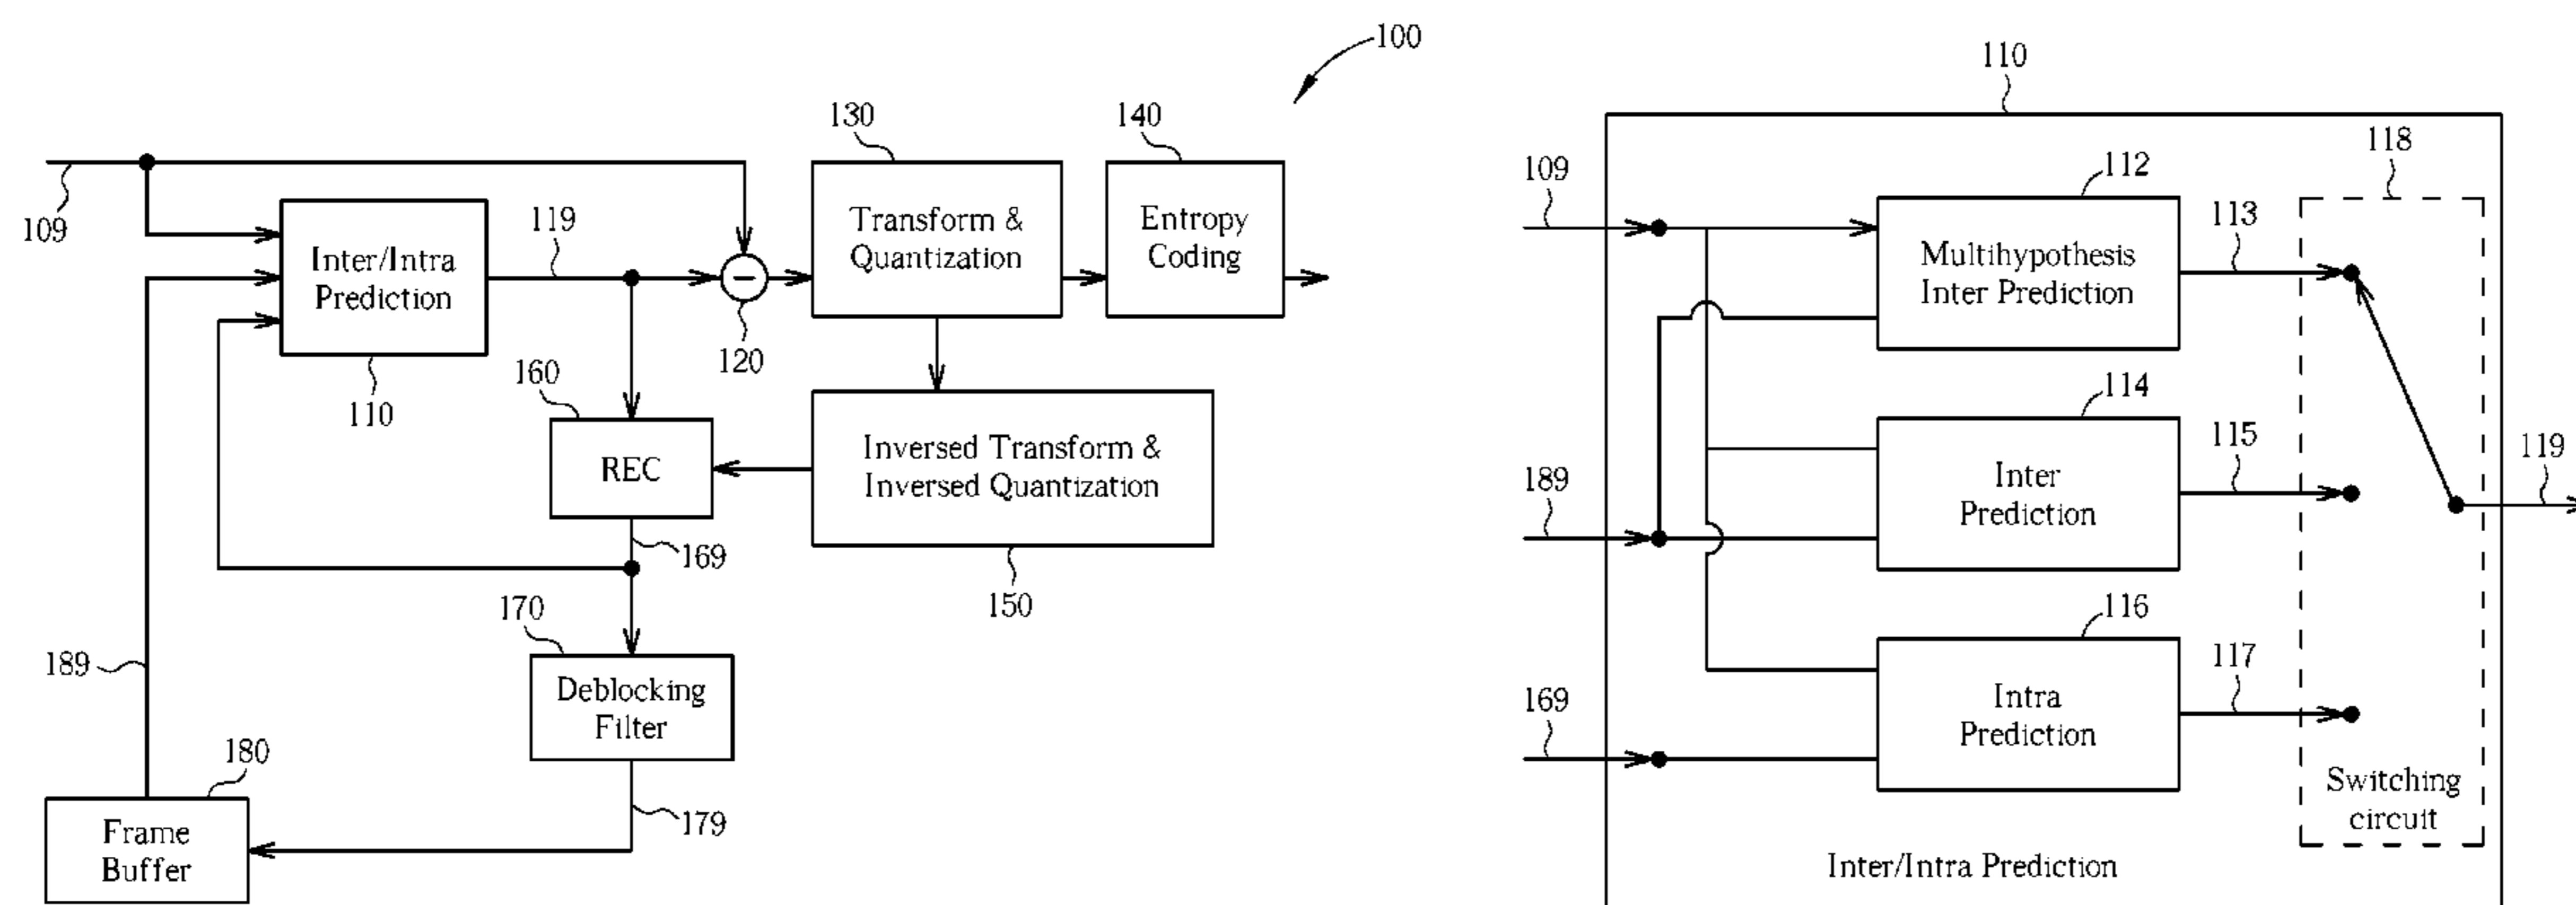 100
130
140
109
Inter/Intra
Prediction
110
119
120
Transform &
Quantization
Entropy
Coding
160
REC
169
Inversed Transform &
Inversed Quantization
150
170
Deblocking
Filter
179
189
180
Frame
Buffer
110
118
109
112
Multihypothesis
Inter Prediction
113
189
114
Inter
Prediction
115
119
169
116
Intra
Prediction
117
Switching
circuit
Inter/Intra Prediction